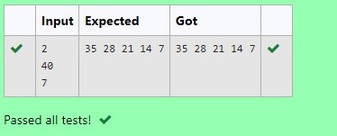 Input Expected Got
2 35 28 21 14 7 35 28 21 14 7
40
7
Passed all tests!